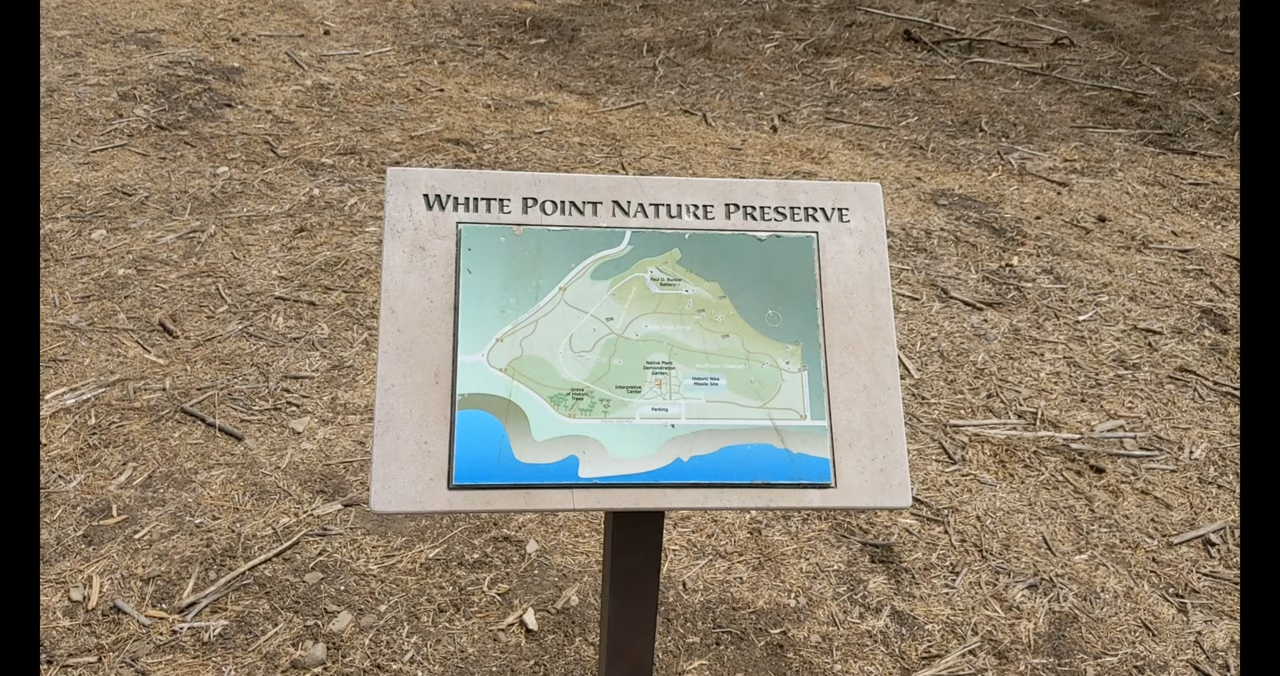 WHITE POINT NATURE PRESERVE
Paul D. Bunker
Battery
Native Plant
Demonstration
Garden
Historic Nike
Missile Site
Interpretive
Center
Grove
of Historic
Trees
Parking